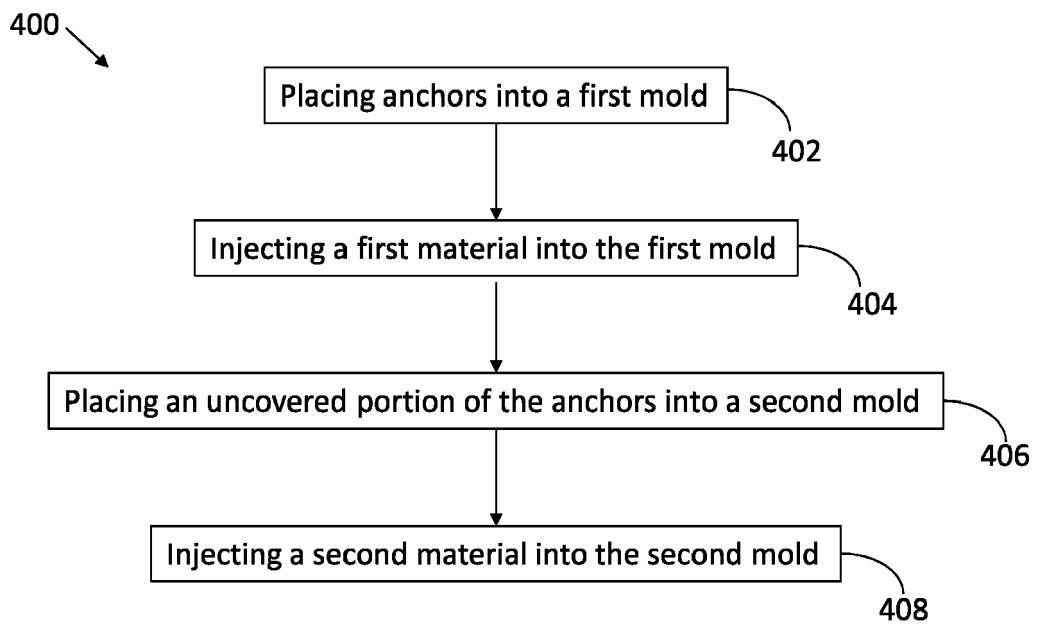 400
Placing anchors into a first mold
402
Injecting a first material into the first mold
404
Placing an uncovered portion of the anchors into a second mold
406
Injecting a second material into the second mold
408